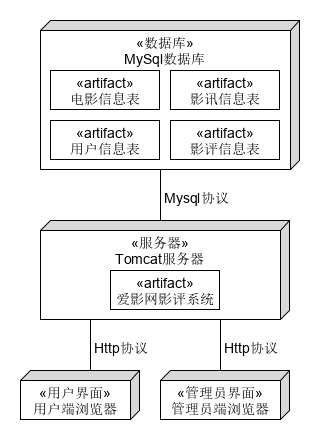 «数据库»
MySql数据库
«artifact» «artifact»
电影信息表 影讯信息表
«artifact» «artifact»
用户信息表 影评信息表
Mysql协议
«服务器»
Tomcat服务器
«artifact»
爱影网影评系统
Http协议 Http协议
«用户界面» «管理员界面»
用户端浏览器 管理员端浏览器